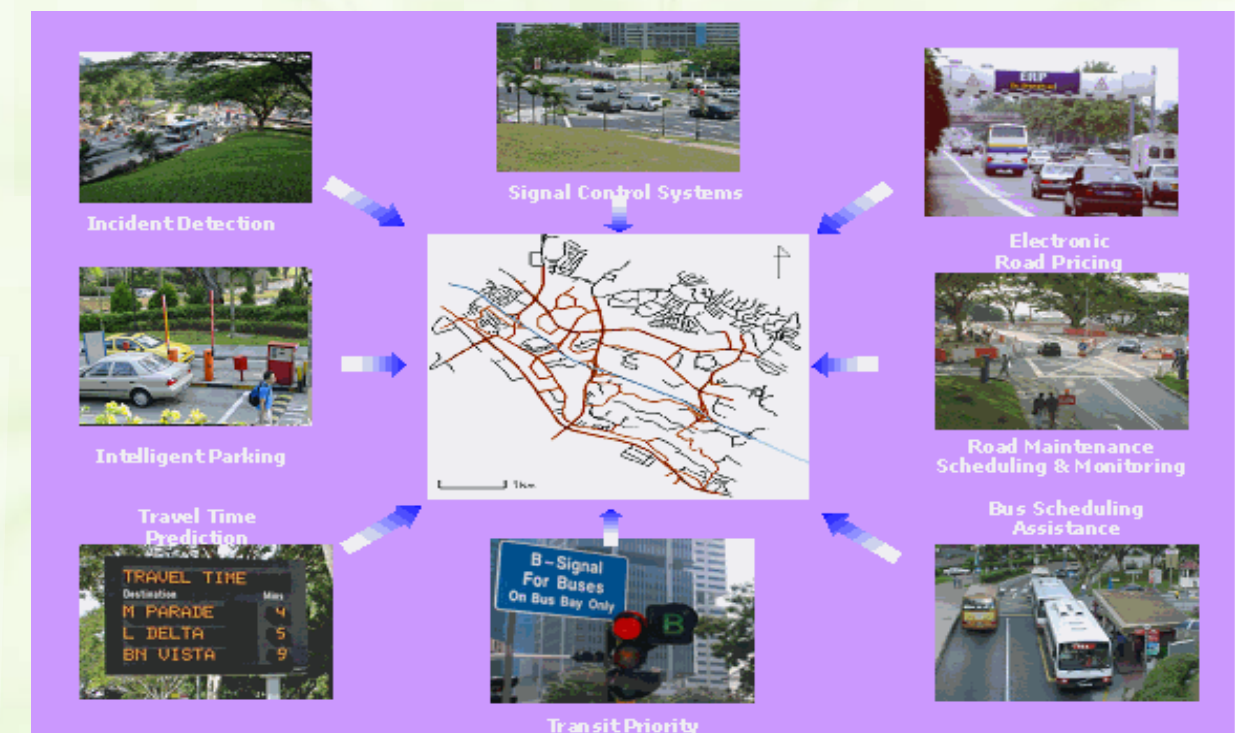 Incident Detection
Signal Control Systems
ERP
Electronic
Road Pricing
Intelligent Parking
1km
Road Maintenance
Scheduling & Monitoring
Travel Time
Prediction
TRAVEL TIME
Destination Mins
M PARADE 4
L DELTA 5
BN VISTA 9
B-Signal
For Buses
On Bus Bay Only
B
Transit Priority
Bus Scheduling
Assistance